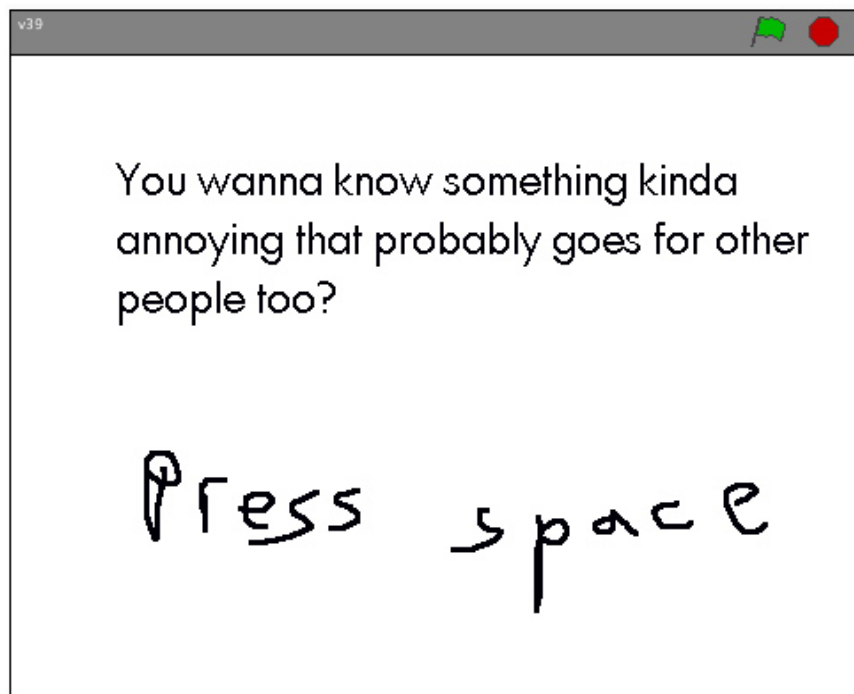 v39
You wanna know something kinda
annoying that probably goes for other
people too?
Press space